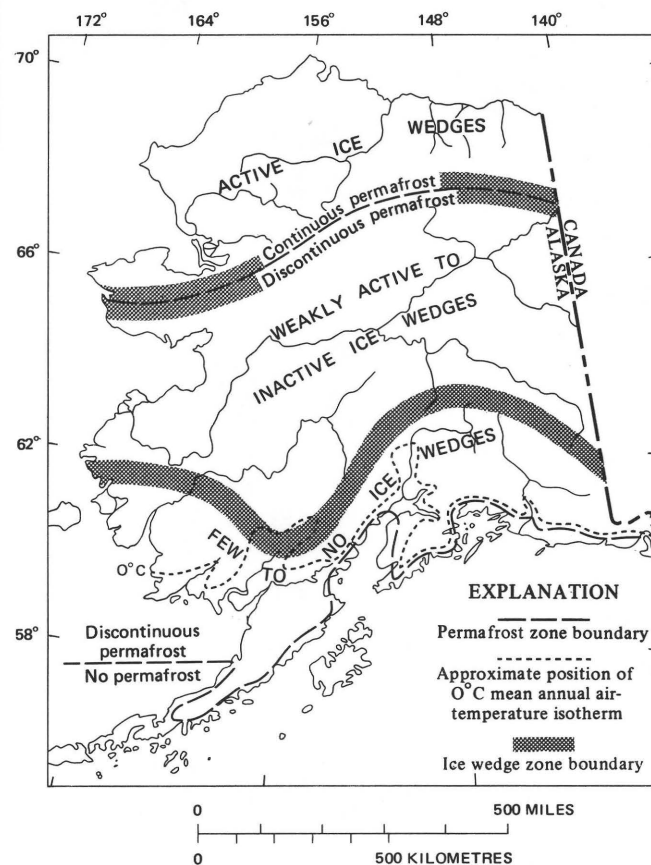 172° 164° 156° 148° 140°
70°
66°
62°
58°
ACTIVE ICE WEDGES
Continuous permafrost
Discontinuous permafrost
CANADA
ALASKA
WEAKLY ACTIVE TO
INACTIVE ICE WEDGES
FEW TO NO ICE WEDGES
O°C
Discontinuous
permafrost
No permafrost
EXPLANATION
Permafrost zone boundary
Approximate position of
O°C mean annual air-
temperature isotherm
Ice wedge zone boundary
0 500 MILES
0 500 KILOMETRES